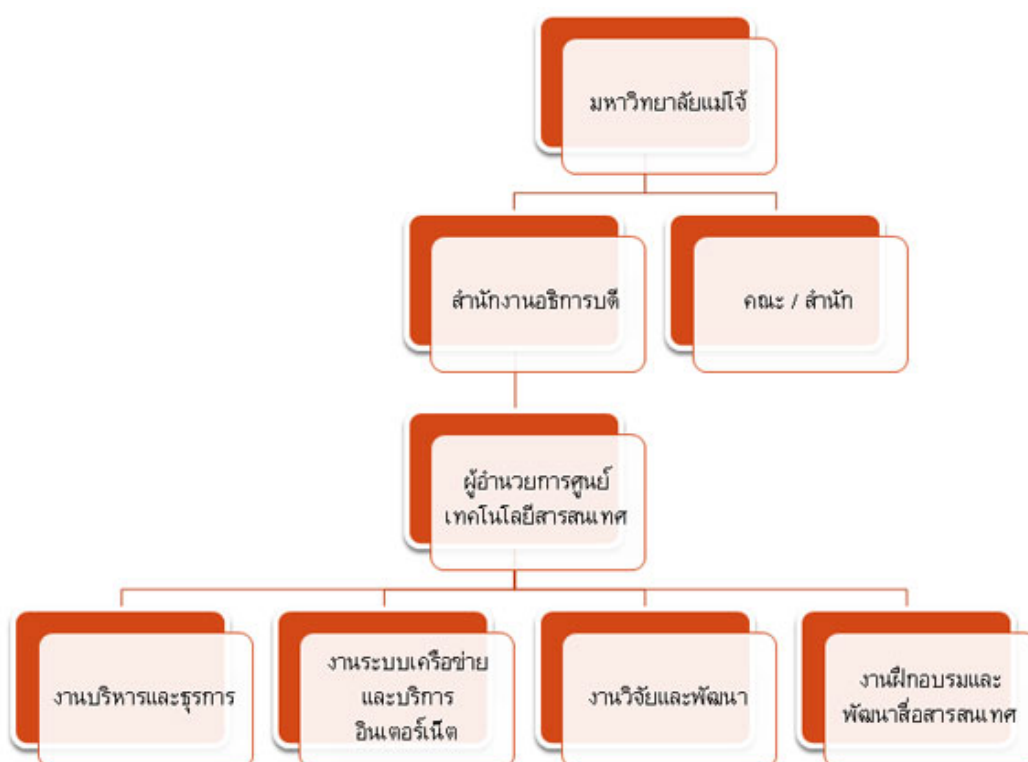 มหาวิทยาลัยแม่โจ้
สำนักงานอธิการบดี
คณะ / สำนัก
ผู้อำนวยการศูนย์
เทคโนโลยีสารสนเทศ
งานบริหารและธุรการ
งานระบบเครือข่าย
และบริการ
อินเตอร์เน็ต
งานวิจัยและพัฒนา
งานฝึกอบรมและ
พัฒนาสื่อสารสนเทศ